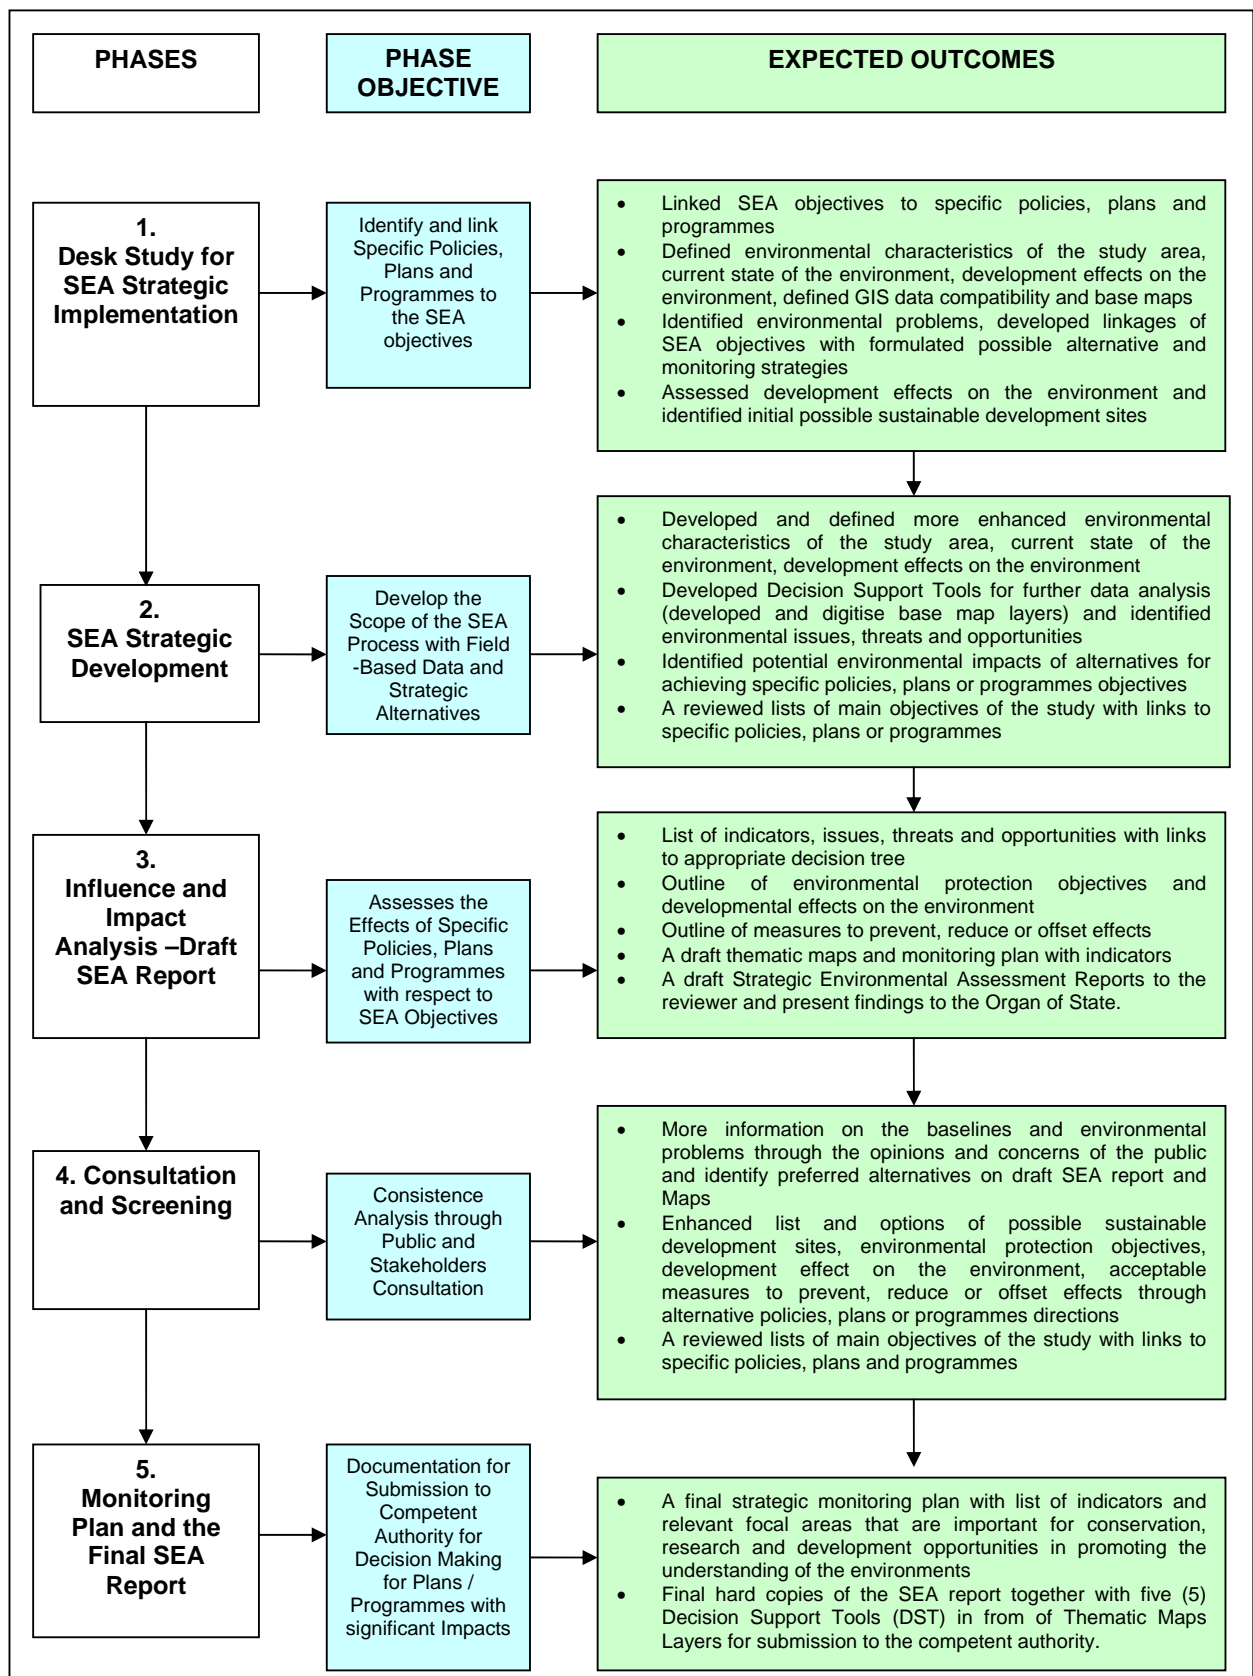 PHASES
PHASE
OBJECTIVE
EXPECTED OUTCOMES
1.
Desk Study for
SEA Strategic
Implementation
Identify and link
Specific Policies,
Plans and
Programmes to
the SEA
objectives
• Linked SEA objectives to specific policies, plans and
programmes
• Defined environmental characteristics of the study area,
current state of the environment, development effects on the
environment, defined GIS data compatibility and base maps
• Identified environmental problems, developed linkages of
SEA objectives with formulated possible alternative and
monitoring strategies
• Assessed development effects on the environment and
identified initial possible sustainable development sites
2.
SEA Strategic
Development
Develop the
Scope of the SEA
Process with Field
-Based Data and
Strategic
Alternatives
• Developed and defined more enhanced environmental
characteristics of the study area, current state of the
environment, development effects on the environment
• Developed Decision Support Tools for further data analysis
(developed and digitise base map layers) and identified
environmental issues, threats and opportunities
• Identified potential environmental impacts of alternatives for
achieving specific policies, plans or programmes objectives
• A reviewed lists of main objectives of the study with links to
specific policies, plans or programmes
3.
Influence and
Impact
Analysis –Draft
SEA Report
Assesses the
Effects of Specific
Policies, Plans
and Programmes
with respect to
SEA Objectives
• List of indicators, issues, threats and opportunities with links
to appropriate decision tree
• Outline of environmental protection objectives and
developmental effects on the environment
• Outline of measures to prevent, reduce or offset effects
• A draft thematic maps and monitoring plan with indicators
• A draft Strategic Environmental Assessment Reports to the
reviewer and present findings to the Organ of State.
4. Consultation
and Screening
Consistence
Analysis through
Public and
Stakeholders
Consultation
• More information on the baselines and environmental
problems through the opinions and concerns of the public
and identify preferred alternatives on draft SEA report and
Maps
• Enhanced list and options of possible sustainable
development sites, environmental protection objectives,
development effect on the environment, acceptable
measures to prevent, reduce or offset effects through
alternative policies, plans or programmes directions
• A reviewed lists of main objectives of the study with links to
specific policies, plans and programmes
5.
Monitoring
Plan and the
Final SEA
Report
Documentation for
Submission to
Competent
Authority for
Decision Making
for Plans /
Programmes with
significant Impacts
• A final strategic monitoring plan with list of indicators and
relevant focal areas that are important for conservation,
research and development opportunities in promoting the
understanding of the environments
• Final hard copies of the SEA report together with five (5)
Decision Support Tools (DST) in from of Thematic Maps
Layers for submission to the competent authority.